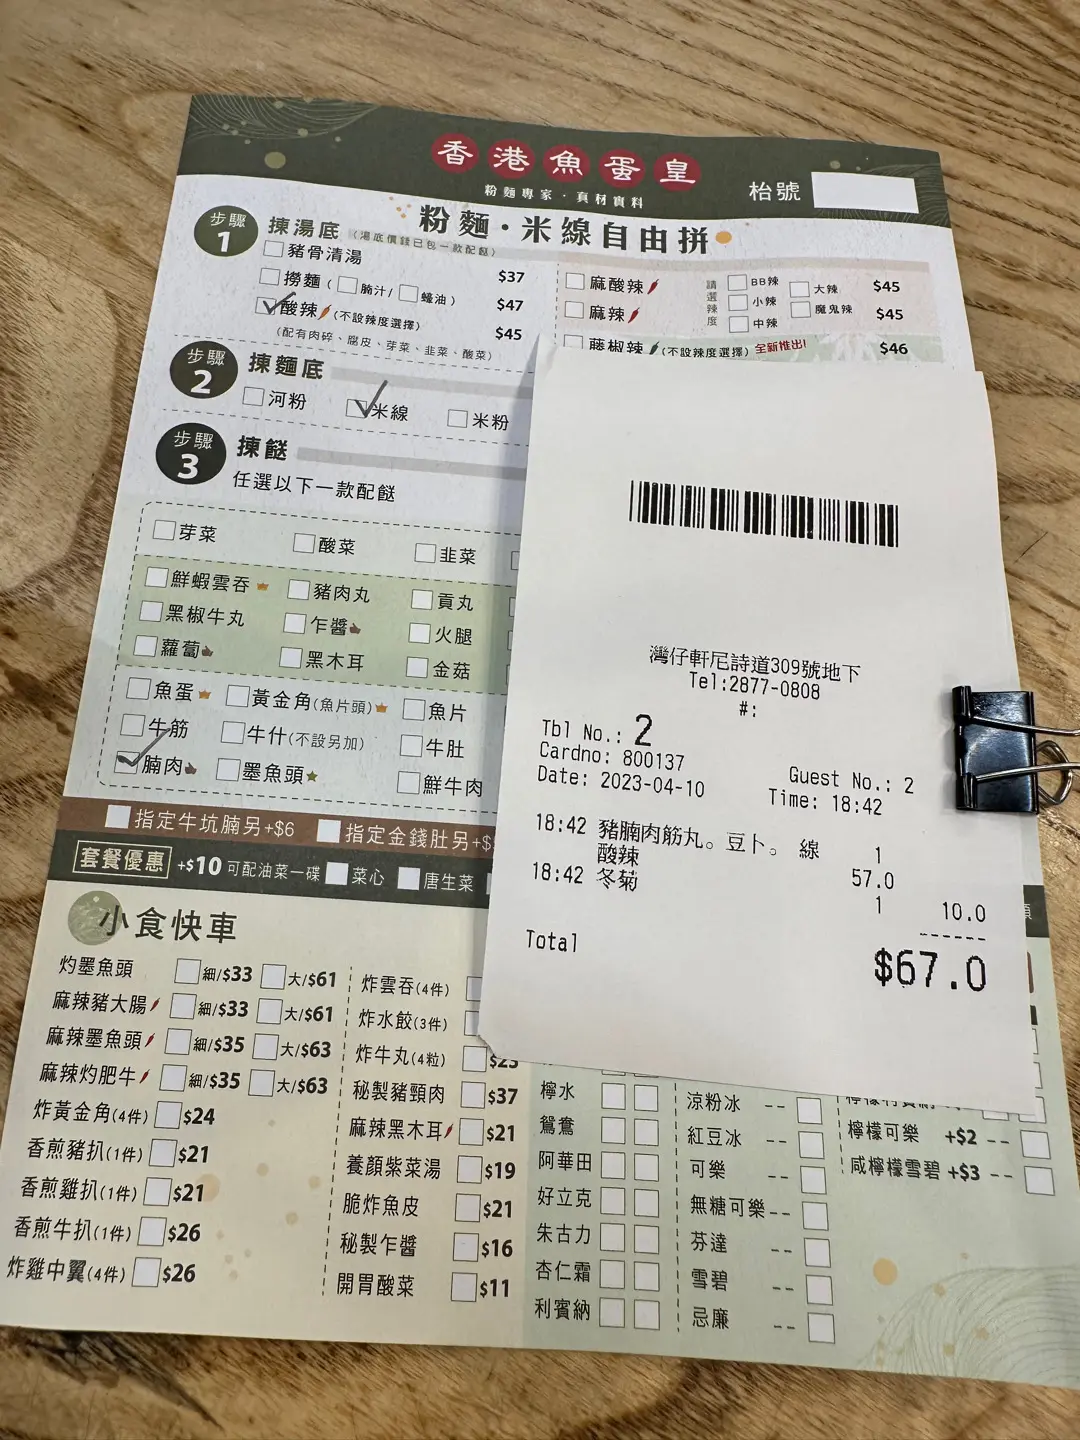 香港魚蛋皇
粉麵專家·真材實料
枱號
粉麵·米線自由拼
步驟1 揀湯底(湯底價錢已包一款配餸)
豬骨清湯 $37
撈麵(腩汁/蠔油) $47
酸辣(不設辣度選擇) $45
(配有肉碎、腐皮、芽菜、韭菜、酸菜)
麻酸辣 $45
麻辣 $45
請選辣度
BB辣 大辣
小辣 魔鬼辣
中辣
藤椒辣(不設辣度選擇) 全新推出! $46
步驟2 揀麵底
河粉 米線 米粉
步驟3 揀餸
任選以下一款配餸
芽菜 酸菜 韭菜
鮮蝦雲吞 豬肉丸 貢丸
黑椒牛丸 乍醬 火腿
蘿蔔 黑木耳 金菇
魚蛋 黃金角(魚片頭) 魚片
牛筋 牛什(不設另加) 牛肚
腩肉 墨魚頭 鮮牛肉
指定牛坑腩另+$6 指定金錢肚另+$
套餐優惠 +$10可配油菜一碟 菜心 唐生菜
小食快車
灼墨魚頭 細/$33 大/$61
麻辣豬大腸 細/$33 大/$61
麻辣墨魚頭 細/$35 大/$63
麻辣灼肥牛 細/$35 大/$63
炸黃金角(4件) $24
香煎豬扒(1件) $21
香煎雞扒(1件) $21
香煎牛扒(1件) $26
炸雞中翼(4件) $26
炸雲吞(4件)
炸水餃(3件)
炸牛丸(4粒) $23
秘製豬頸肉 $37
麻辣黑木耳 $21
養顏紫菜湯 $19
脆炸魚皮 $21
秘製乍醬 $16
開胃酸菜 $11
檸水
鴛鴦
阿華田
好立克
朱古力
杏仁霜
利賓納
涼粉冰 --
紅豆冰 --
可樂 --
無糖可樂--
芬達 --
雪碧 --
忌廉 --
檸檬可樂 +$2 --
咸檸檬雪碧 +$3 --
灣仔軒尼詩道309號地下
Tel:2877-0808
#:
Tbl No.: 2
Cardno: 800137 Guest No.: 2
Date: 2023-04-10 Time: 18:42
18:42 豬腩肉筋丸。豆卜。 線 1
酸辣 57.0
18:42 冬菊 1 10.0
------
Total $67.0